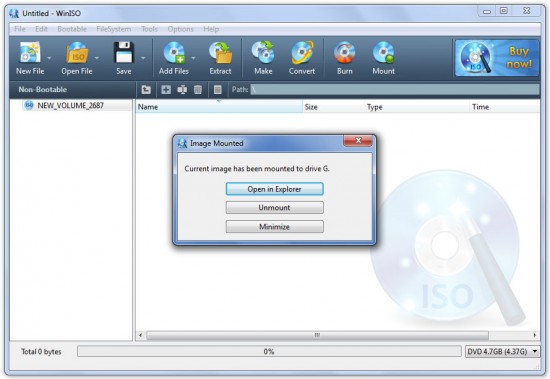 Untitled - WinISO
File Edit Bootable FileSystem Tools Options Help
New File Open File Save Add Files Extract Make Convert Burn Mount
ISO
Buy now!
Non-Bootable
Path: \
NEW_VOLUME_2687
Name Size Type Time
Image Mounted
Current image has been mounted to drive G.
Open in Explorer
Unmount
Minimize
ISO
Total 0 bytes 0% DVD 4.7GB (4.37G)